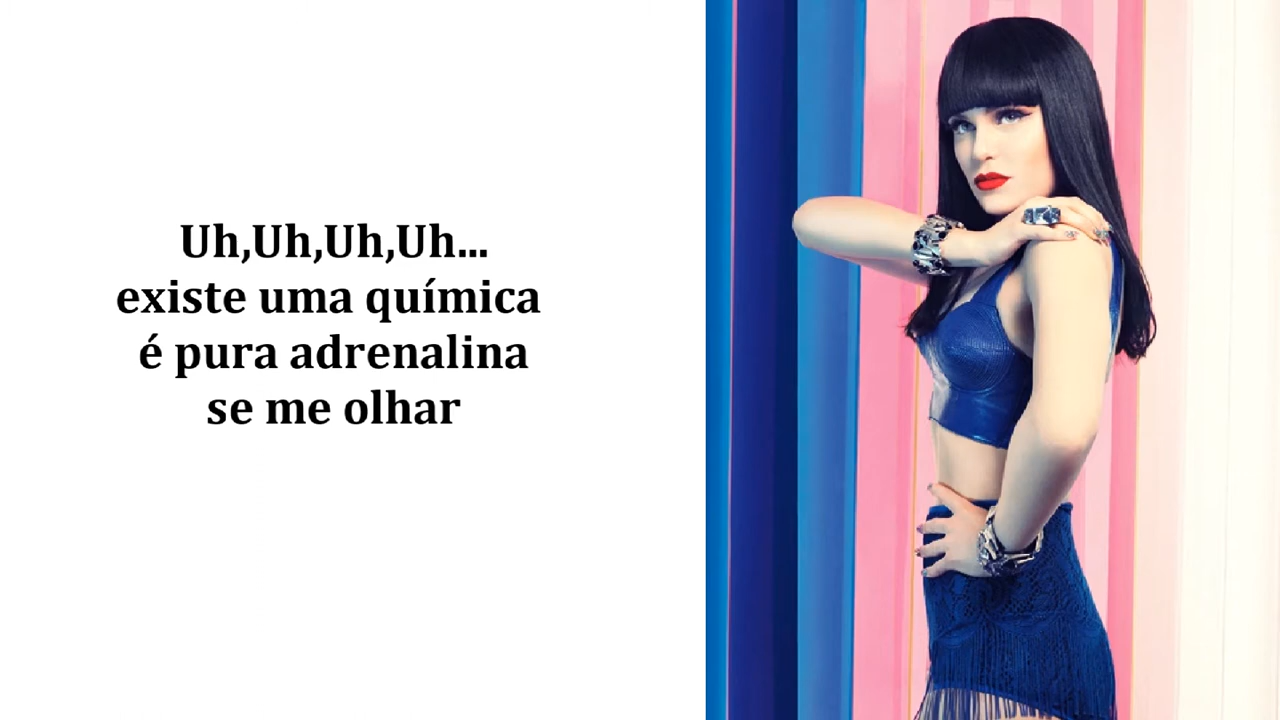 Uh,Uh,Uh,Uh...
existe uma química
é pura adrenalina
se me olhar